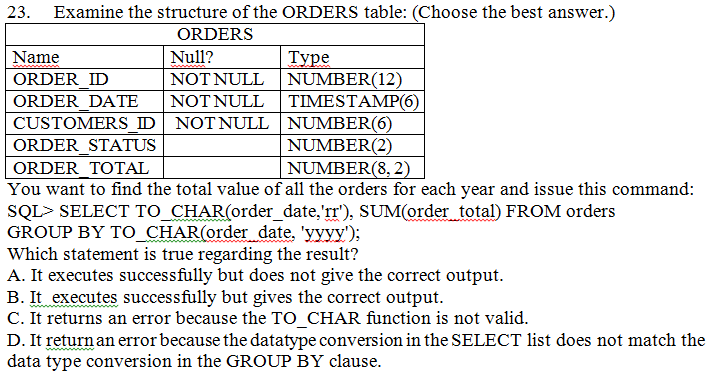 23. Examine the structure of the ORDERS table: (Choose the best answer.)
ORDERS
Name Null? Type
ORDER_ID NOT NULL NUMBER(12)
ORDER_DATE NOT NULL TIMESTAMP(6)
CUSTOMERS_ID NOT NULL NUMBER(6)
ORDER_STATUS NUMBER(2)
ORDER_TOTAL NUMBER(8, 2)
You want to find the total value of all the orders for each year and issue this command:
SQL> SELECT TO_CHAR(order_date,'rr'), SUM(order_total) FROM orders
GROUP BY TO_CHAR(order_date, 'yyyy');
Which statement is true regarding the result?
A. It executes successfully but does not give the correct output.
B. It executes successfully but gives the correct output.
C. It returns an error because the TO_CHAR function is not valid.
D. It return an error because the datatype conversion in the SELECT list does not match the
data type conversion in the GROUP BY clause.